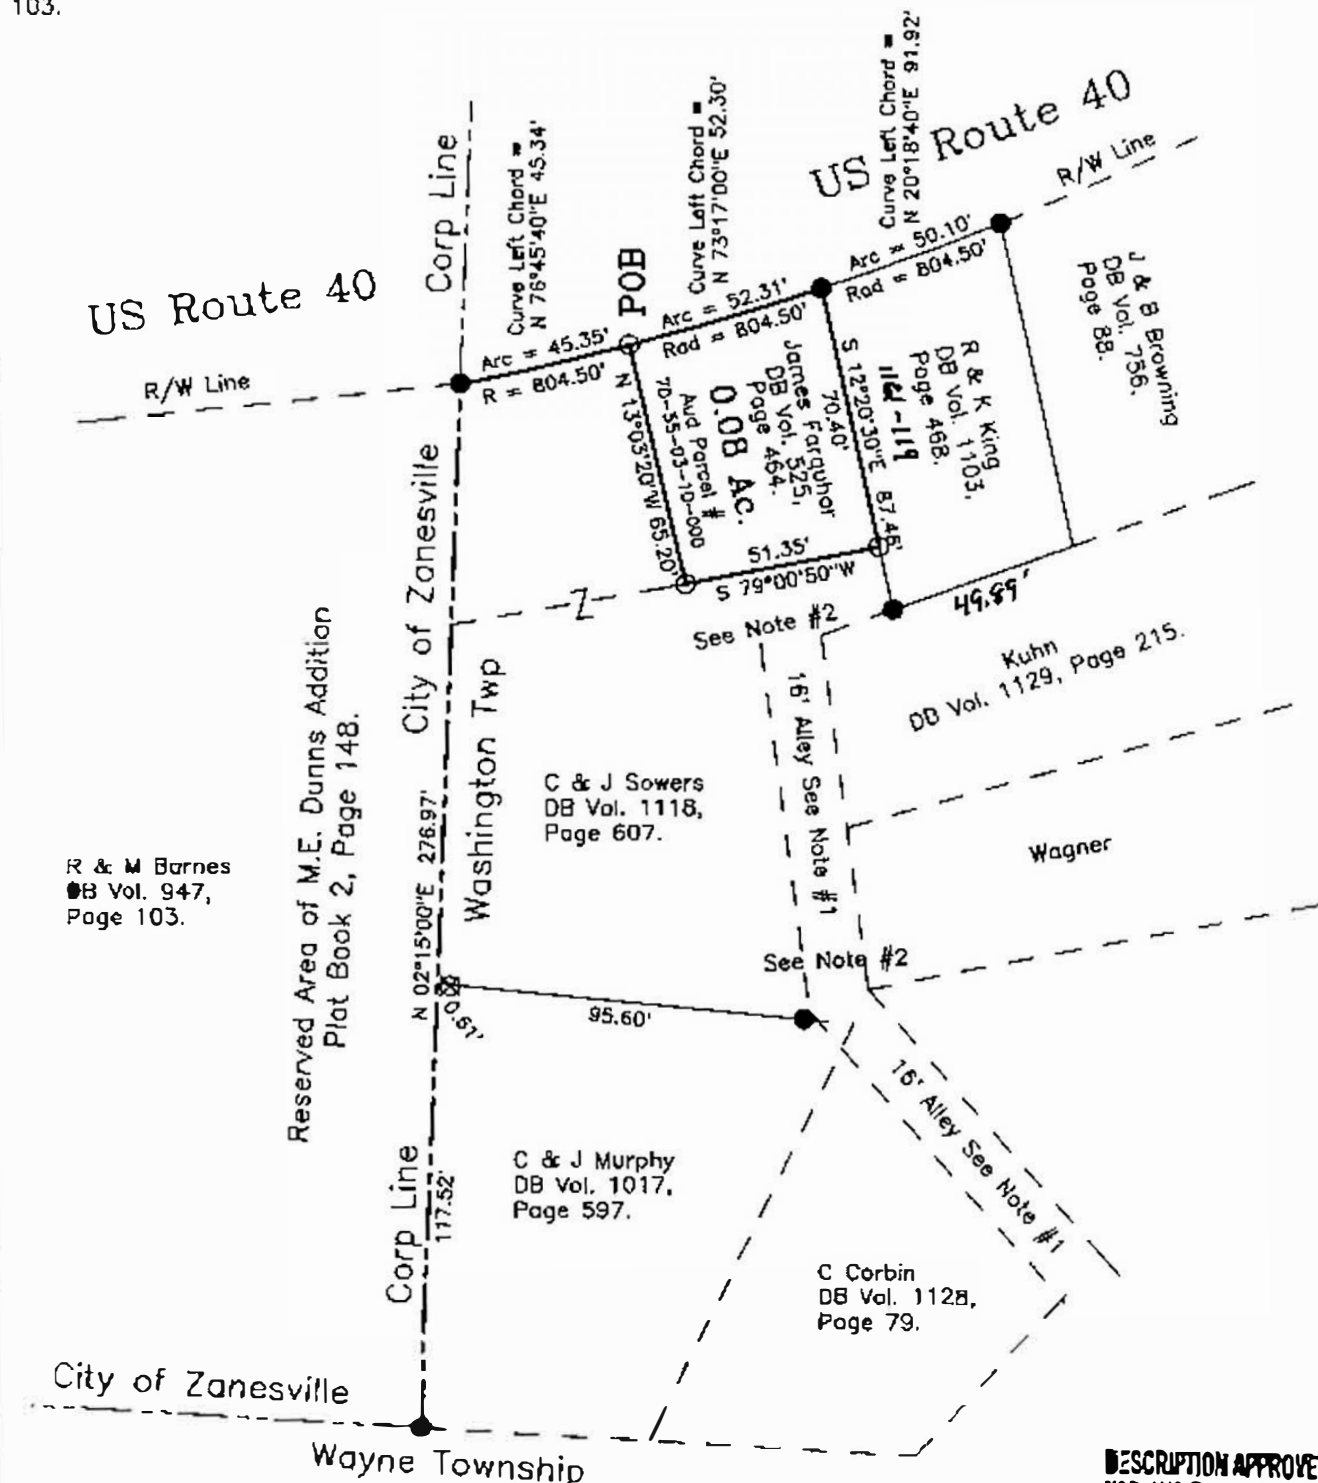 103.
Corp Line
Curve Left Chord =
N 76°45'40"E 45.34'
Curve Left Chord =
N 73°17'00"E 52.30'
Curve Left Chord =
N 20°18'40"E 91.92'
US Route 40
R/W Line
US Route 40
R/W Line
POB
Arc = 45.35'
R = 804.50'
Arc = 52.31'
Rad = 804.50'
Arc = 50.10'
Rad = 804.50'
N 13°03'20"W 65.20'
Aud Parcel #
70-55-03-10-000
0.08 Ac.
James Farquhar
DB Vol. 525,
Page 464.
70.40'
S 12°20'30"E 87.46'
R & K King
DB Vol. 1103,
Page 468.
J & B Browning
DB Vol. 756.
Page 88.
51.35'
S 79°00'50"W
49.89'
See Note #2
City of Zanesville
Washington Twp
N 02°15'00"E 276.97'
Reserved Area of M.E. Dunns Addition
Plat Book 2, Page 148.
R & M Barnes
DB Vol. 947,
Page 103.
C & J Sowers
DB Vol. 1118,
Page 607.
16' Alley See Note #1
Kuhn
DB Vol. 1129, Page 215.
Wagner
See Note #2
0.61'
95.60'
16' Alley See Note #1
C & J Murphy
DB Vol. 1017,
Page 597.
Corp Line
117.52'
C Corbin
DB Vol. 1128,
Page 79.
City of Zanesville
Wayne Township
DESCRIPTION APPROVE